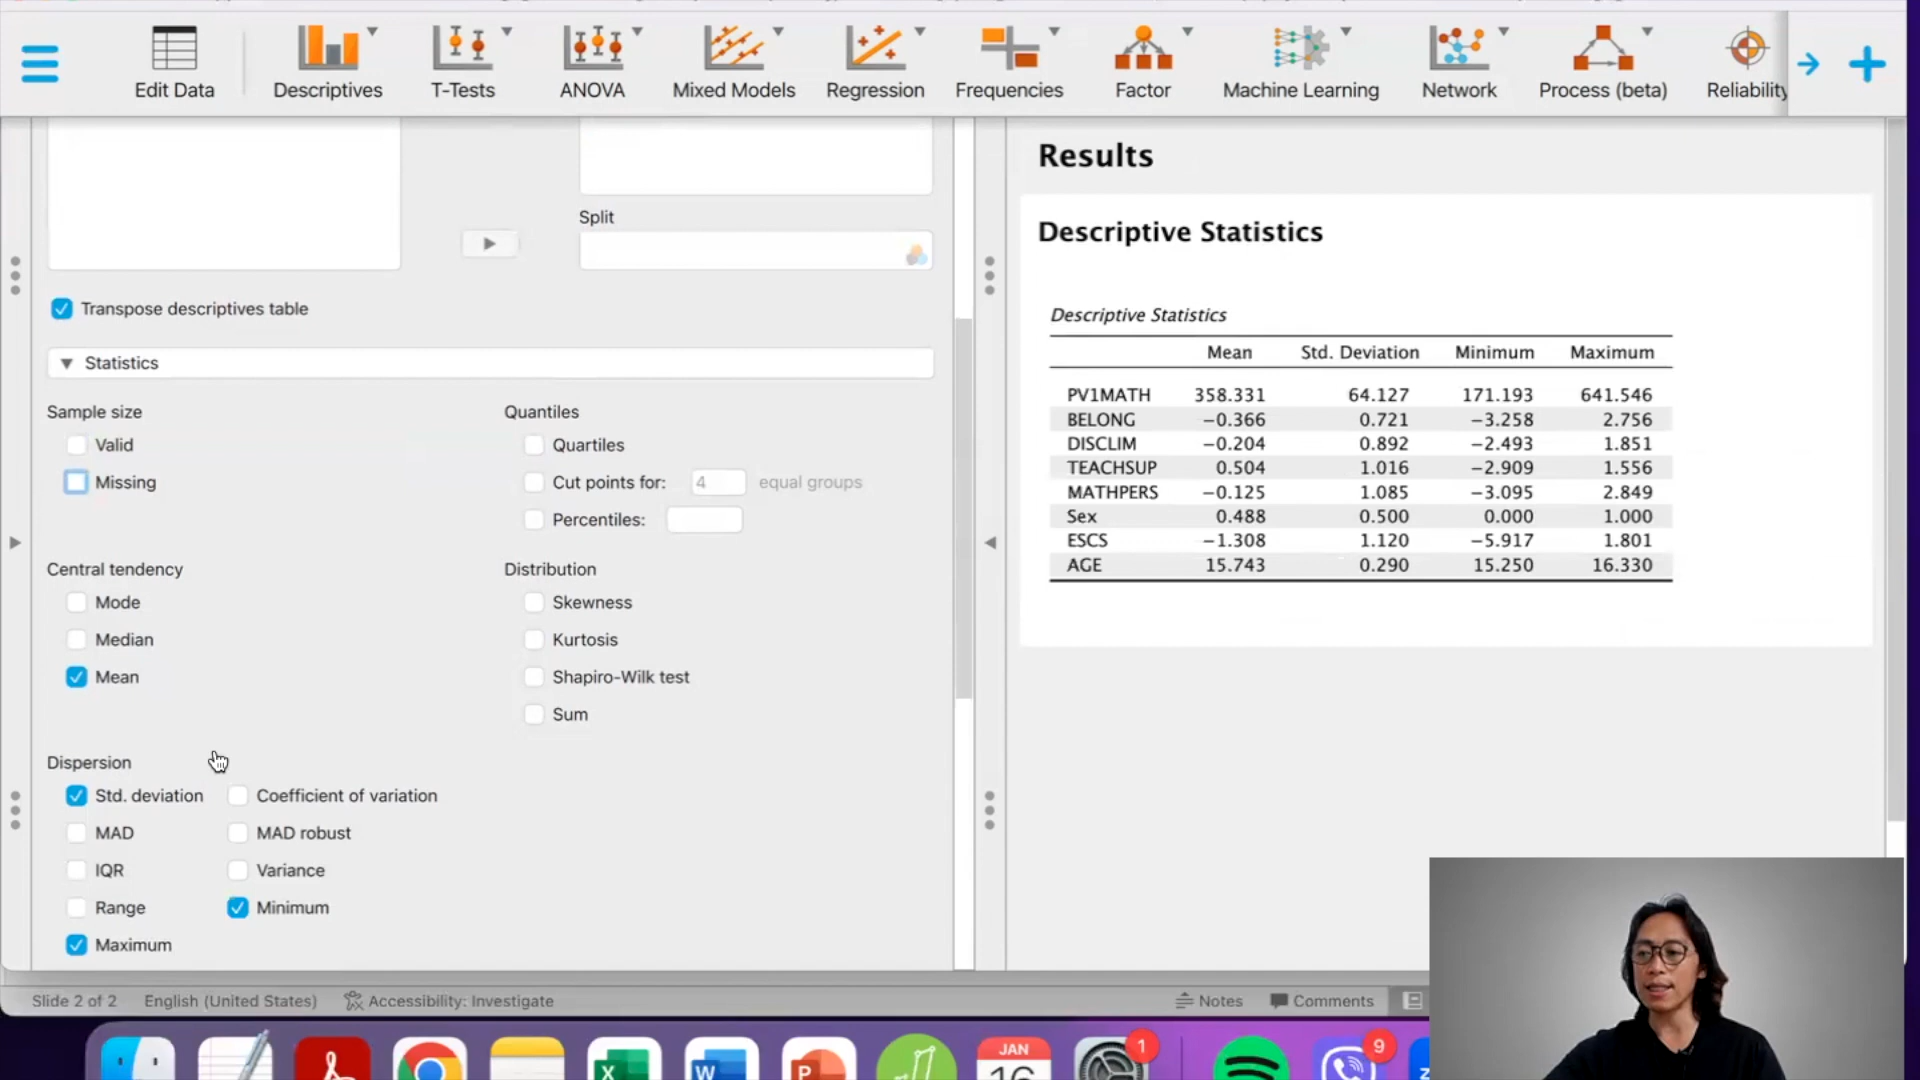 Edit Data
Descriptives
T-Tests
ANOVA
Mixed Models
Regression
Frequencies
Factor
Machine Learning
Network
Process (beta)
Reliability
Split
Transpose descriptives table
Statistics
Sample size
Valid
Missing
Quantiles
Quartiles
Cut points for: 4 equal groups
Percentiles:
Central tendency
Mode
Median
Mean
Distribution
Skewness
Kurtosis
Shapiro-Wilk test
Sum
Dispersion
Std. deviation
Coefficient of variation
MAD
MAD robust
IQR
Variance
Range
Minimum
Maximum
Results
Descriptive Statistics
Descriptive Statistics
Mean Std. Deviation Minimum Maximum
PV1MATH 358.331 64.127 171.193 641.546
BELONG −0.366 0.721 −3.258 2.756
DISCLIM −0.204 0.892 −2.493 1.851
TEACHSUP 0.504 1.016 −2.909 1.556
MATHPERS −0.125 1.085 −3.095 2.849
Sex 0.488 0.500 0.000 1.000
ESCS −1.308 1.120 −5.917 1.801
AGE 15.743 0.290 15.250 16.330
Slide 2 of 2
English (United States)
Accessibility: Investigate
Notes
Comments
X
W
P
JAN
16
1
9